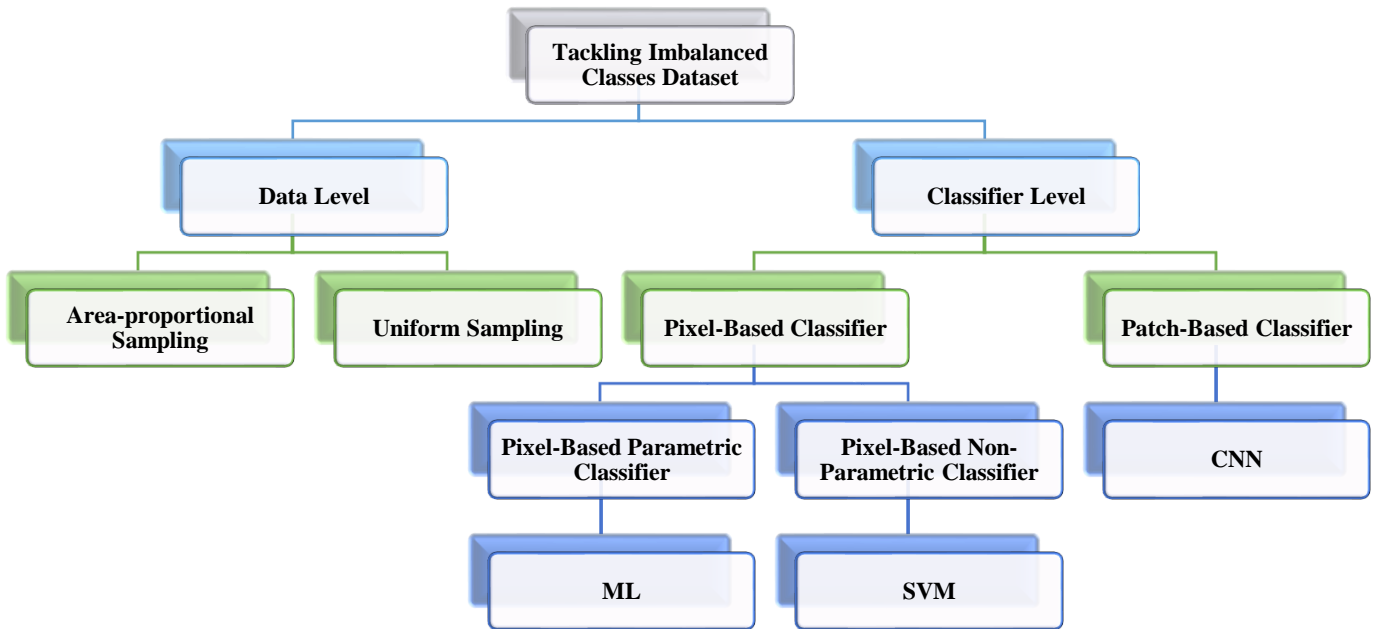 Tackling Imbalanced
Classes Dataset
Data Level
Classifier Level
Area-proportional
Sampling
Uniform Sampling
Pixel-Based Classifier
Patch-Based Classifier
Pixel-Based Parametric
Classifier
Pixel-Based Non-
Parametric Classifier
CNN
ML
SVM